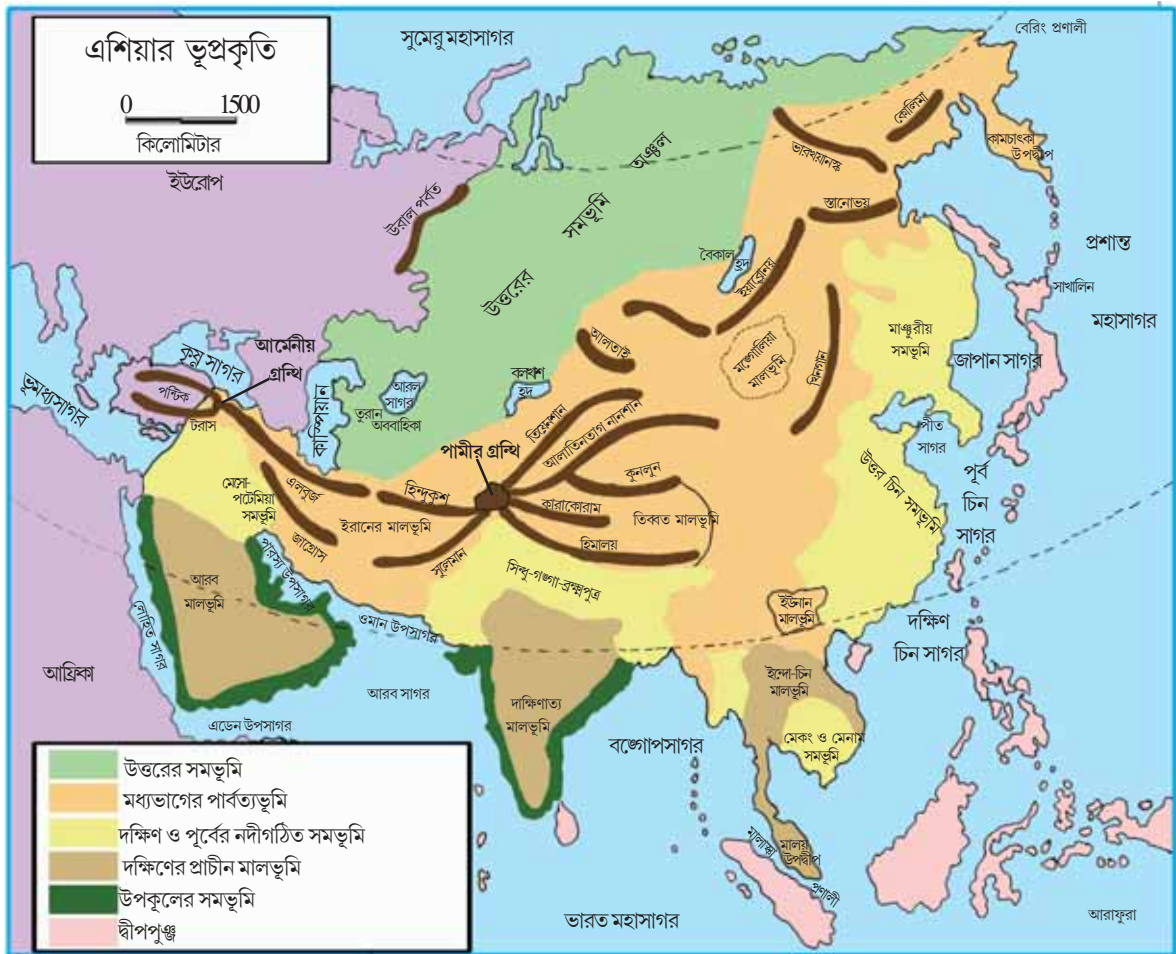 এশিয়ার ভূপ্রকৃতি
0 1500
কিলোমিটার
সুমেরু মহাসাগর
বেরিং প্রণালী
ইউরোপ
উরাল পর্বত
উত্তরের
সমভূমি
অঞ্চল
ভারখয়ানস্ক
কোলিমা
কামচাৎকা
উপদ্বীপ
স্তানোভয়
বৈকাল
হ্রদ
ইয়াব্লোনয়
প্রশান্ত
মহাসাগর
সাখালিন
মাঞ্চুরীয়
সমভূমি
জাপান সাগর
মঙ্গোলিয়া
মালভূমি
খিনগান
আলতাই
বলখাশ
হ্রদ
আরল
সাগর
তুরান
অববাহিকা
কাস্পিয়ান
কৃষ্ণ সাগর
আর্মেনীয়
গ্রন্থি
ভূমধ্যসাগর
পন্টিক
টরাস
পামীর গ্রন্থি
তিয়েনশান
আলতিনতাগ নানশান
কুনলুন
কারাকোরাম
তিব্বত মালভূমি
হিমালয়
হিন্দুকুশ
সুলেমান
এলবুর্জ
ইরানের মালভূমি
জাগ্রোস
মেসো-
পটেমিয়া
সমভূমি
পীত
সাগর
পূর্ব
চিন
সাগর
উত্তর চিন সমভূমি
সিন্ধু-গঙ্গা-ব্রহ্মপুত্র
আরব
মালভূমি
পারস্য উপসাগর
ওমান উপসাগর
লোহিত সাগর
আফ্রিকা
আরব সাগর
এডেন উপসাগর
দাক্ষিণাত্য
মালভূমি
বঙ্গোপসাগর
ইউনান
মালভূমি
দক্ষিণ
চিন সাগর
ইন্দো-চিন
মালভূমি
মেকং ও মেনাম
সমভূমি
মালয়
উপদ্বীপ
মালাক্কা
প্রণালী
ভারত মহাসাগর
আরাফুরা
উত্তরের সমভূমি
মধ্যভাগের পার্বত্যভূমি
দক্ষিণ ও পূর্বের নদীগঠিত সমভূমি
দক্ষিণের প্রাচীন মালভূমি
উপকূলের সমভূমি
দ্বীপপুঞ্জ